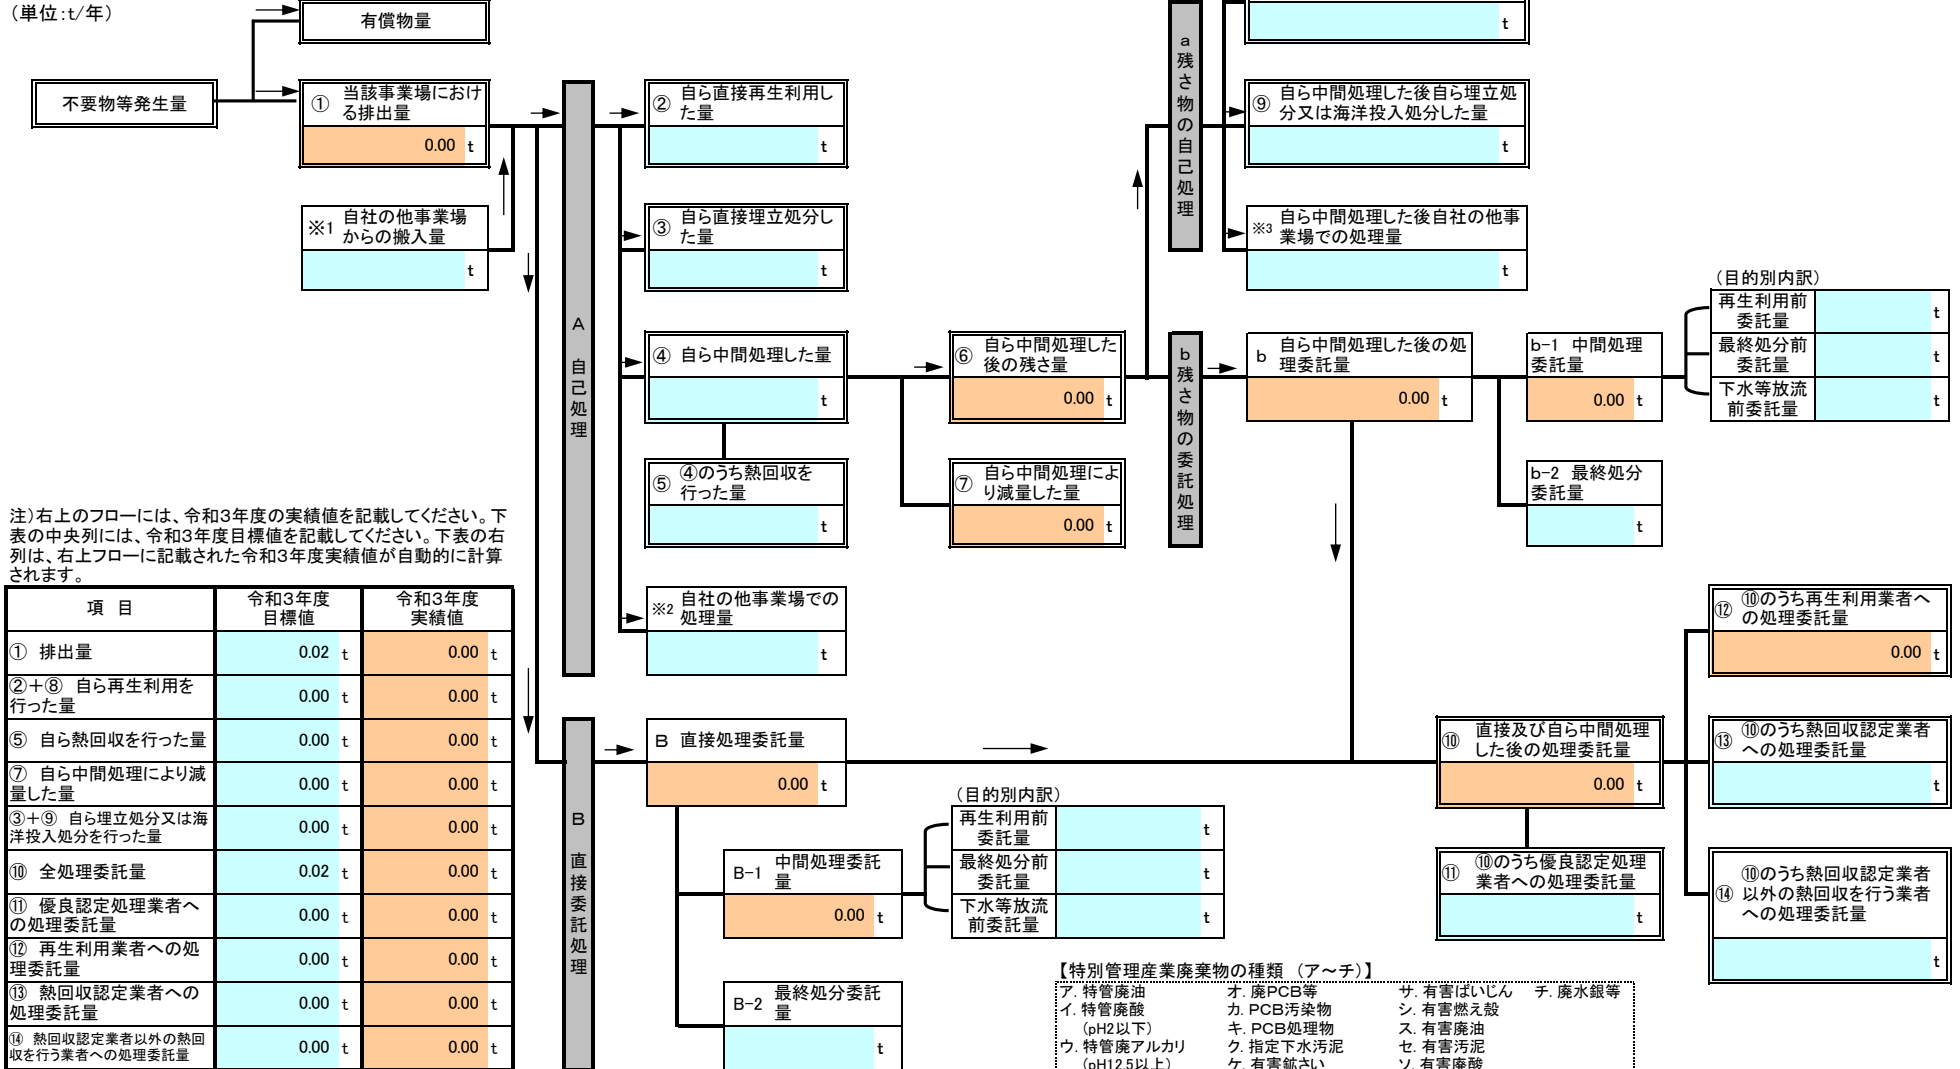 （単位：t/年）
有償物量
不要物等発生量
① 当該事業場におけ
る排出量
0.00 t
※1 自社の他事業場
からの搬入量
t
A 自己処理
② 自ら直接再生利用し
た量
t
③ 自ら直接埋立処分し
た量
t
④ 自ら中間処理した量
t
⑤ ④のうち熱回収を
行った量
t
※2 自社の他事業場での
処理量
t
⑥ 自ら中間処理した
後の残さ量
0.00 t
⑦ 自ら中間処理によ
り減量した量
0.00 t
a 残さ物の自己処理
t
⑨ 自ら中間処理した後自ら埋立処
分又は海洋投入処分した量
t
※3 自ら中間処理した後自社の他事
業場での処理量
t
b 残さ物の委託処理
b 自ら中間処理した後の処
理委託量
0.00 t
b-1 中間処理
委託量
0.00 t
b-2 最終処分
委託量
t
（目的別内訳）
再生利用前
委託量
t
最終処分前
委託量
t
下水等放流
前委託量
t
注）右上のフローには、令和３年度の実績値を記載してください。下
表の中央列には、令和３年度目標値を記載してください。下表の右
列は、右上フローに記載された令和３年度実績値が自動的に計算
されます。
項 目 令和３年度 目標値 令和３年度 実績値
① 排出量 0.02 t 0.00 t
②＋⑧ 自ら再生利用を
行った量 0.00 t 0.00 t
⑤ 自ら熱回収を行った量 0.00 t 0.00 t
⑦ 自ら中間処理により減
量した量 0.00 t 0.00 t
③＋⑨ 自ら埋立処分又は海
洋投入処分を行った量 0.00 t 0.00 t
⑩ 全処理委託量 0.02 t 0.00 t
⑪ 優良認定処理業者へ
の処理委託量 0.00 t 0.00 t
⑫ 再生利用業者への処
理委託量 0.00 t 0.00 t
⑬ 熱回収認定業者への
処理委託量 0.00 t 0.00 t
⑭ 熱回収認定業者以外の熱回
収を行う業者への処理委託量 0.00 t 0.00 t
B 直接委託処理
B 直接処理委託量
0.00 t
B-1 中間処理委託
量
0.00 t
B-2 最終処分委託
量
t
（目的別内訳）
再生利用前
委託量
t
最終処分前
委託量
t
下水等放流
前委託量
t
⑩ 直接及び自ら中間処理
した後の処理委託量
0.00 t
⑪ ⑩のうち優良認定処理
業者への処理委託量
t
⑫ ⑩のうち再生利用業者へ
の処理委託量
0.00 t
⑬ ⑩のうち熱回収認定業者
への処理委託量
t
⑭ ⑩のうち熱回収認定業者
以外の熱回収を行う業者
への処理委託量
t
【特別管理産業廃棄物の種類 （ア～チ）】
ア. 特管廃油 オ. 廃PCB等 サ. 有害ばいじん チ. 廃水銀等
イ. 特管廃酸 カ. PCB汚染物 シ. 有害燃え殻
（pH2以下） キ. PCB処理物 ス. 有害廃油
ウ. 特管廃アルカリ ク. 指定下水汚泥 セ. 有害汚泥
（pH12.5以上） ケ. 有害鉱さい ソ. 有害廃酸